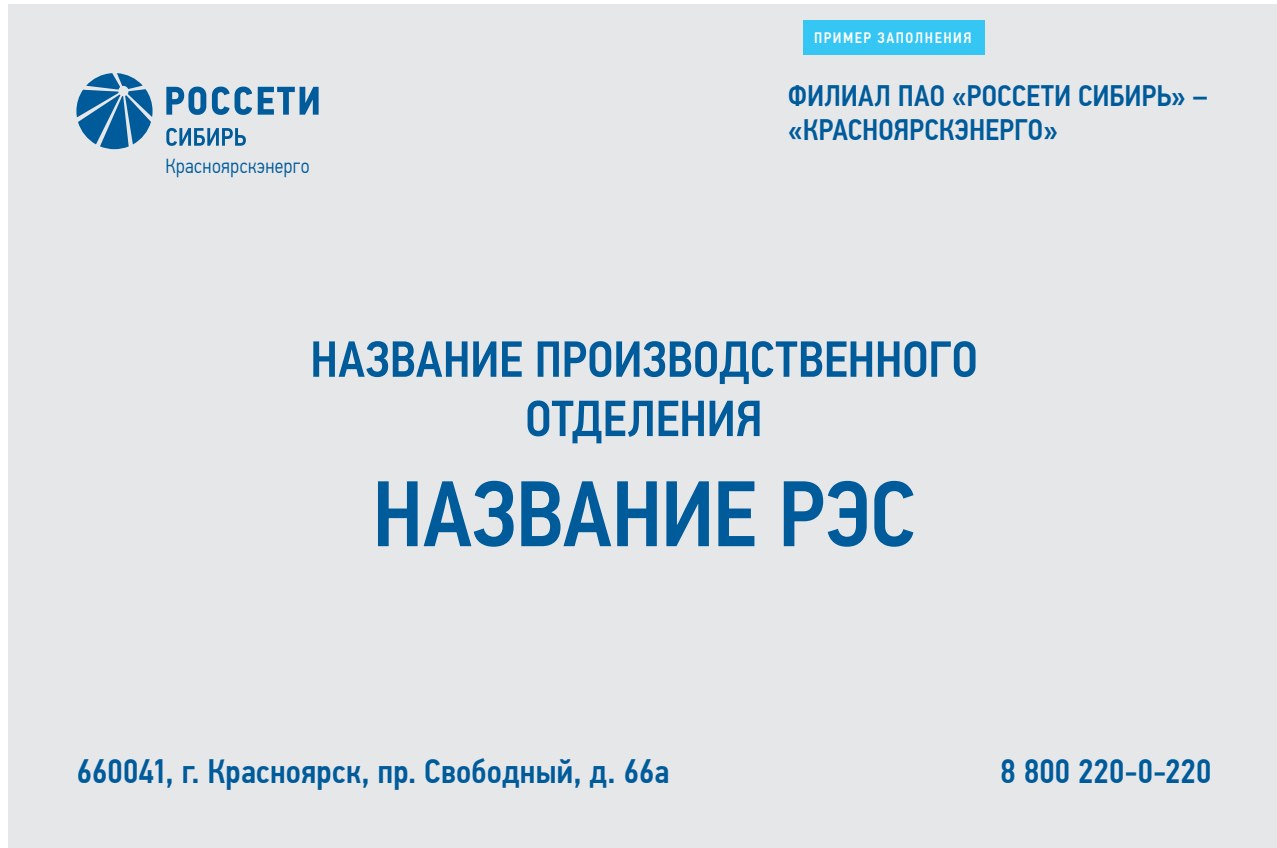 ПРИМЕР ЗАПОЛНЕНИЯ
РОССЕТИ
СИБИРЬ
Красноярскэнерго
ФИЛИАЛ ПАО «РОССЕТИ СИБИРЬ» –
«КРАСНОЯРСКЭНЕРГО»
НАЗВАНИЕ ПРОИЗВОДСТВЕННОГО
ОТДЕЛЕНИЯ
НАЗВАНИЕ РЭС
660041, г. Красноярск, пр. Свободный, д. 66а
8 800 220-0-220